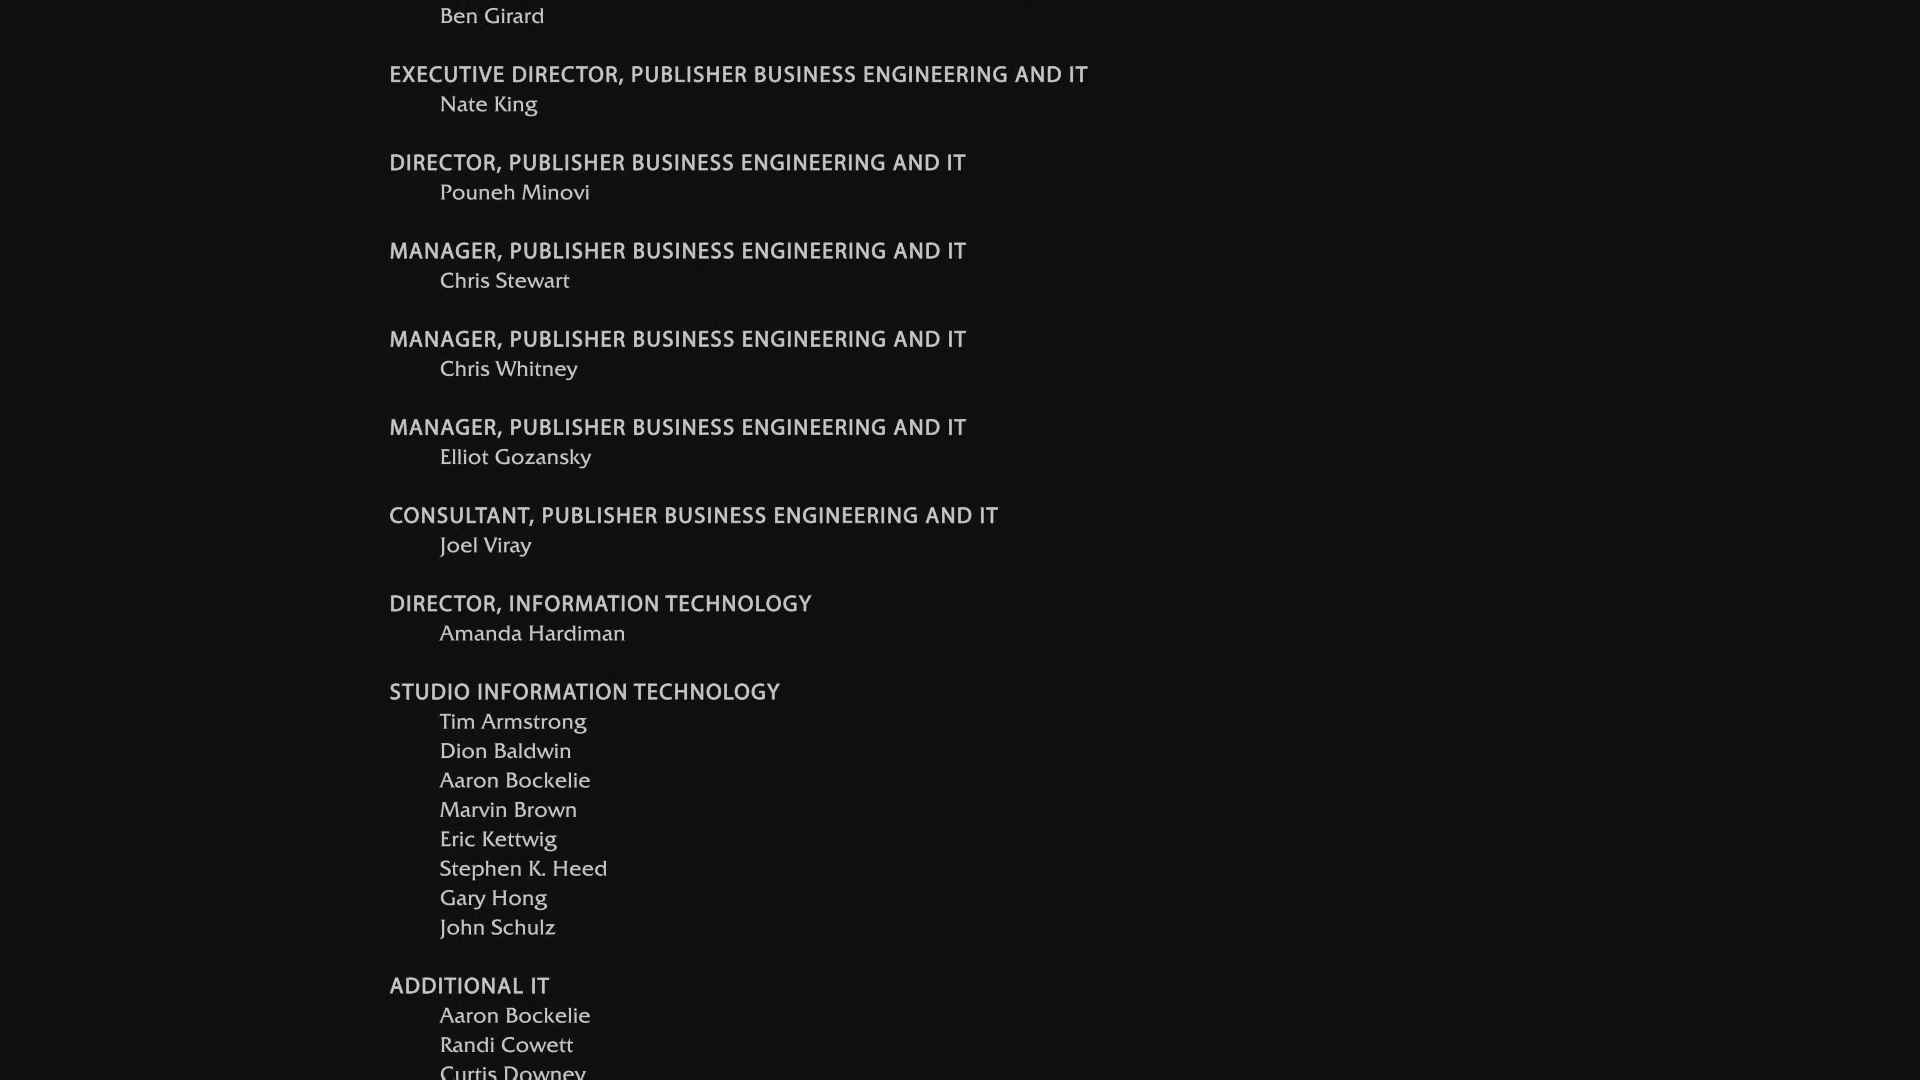 Ben Girard
EXECUTIVE DIRECTOR, PUBLISHER BUSINESS ENGINEERING AND IT
Nate King
DIRECTOR, PUBLISHER BUSINESS ENGINEERING AND IT
Pouneh Minovi
MANAGER, PUBLISHER BUSINESS ENGINEERING AND IT
Chris Stewart
MANAGER, PUBLISHER BUSINESS ENGINEERING AND IT
Chris Whitney
MANAGER, PUBLISHER BUSINESS ENGINEERING AND IT
Elliot Gozansky
CONSULTANT, PUBLISHER BUSINESS ENGINEERING AND IT
Joel Viray
DIRECTOR, INFORMATION TECHNOLOGY
Amanda Hardiman
STUDIO INFORMATION TECHNOLOGY
Tim Armstrong
Dion Baldwin
Aaron Bockelie
Marvin Brown
Eric Kettwig
Stephen K. Heed
Gary Hong
John Schulz
ADDITIONAL IT
Aaron Bockelie
Randi Cowett
Curtis Downey